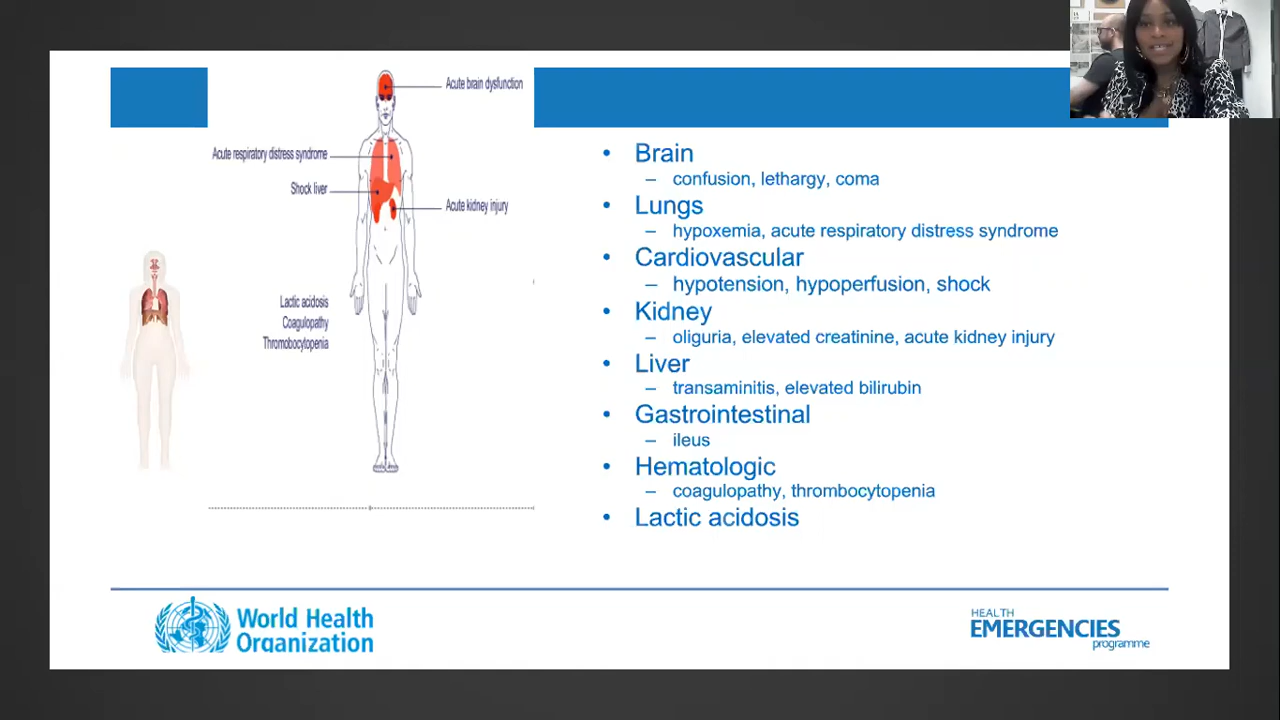 Acute brain dysfunction
Acute respiratory distress syndrome
Shock liver
Acute kidney injury
Lactic acidosis
Coagulopathy
Thromobocytopenia
• Brain
– confusion, lethargy, coma
• Lungs
– hypoxemia, acute respiratory distress syndrome
• Cardiovascular
– hypotension, hypoperfusion, shock
• Kidney
– oliguria, elevated creatinine, acute kidney injury
• Liver
– transaminitis, elevated bilirubin
• Gastrointestinal
– ileus
• Hematologic
– coagulopathy, thrombocytopenia
• Lactic acidosis
World Health
Organization
HEALTH
EMERGENCIES
programme